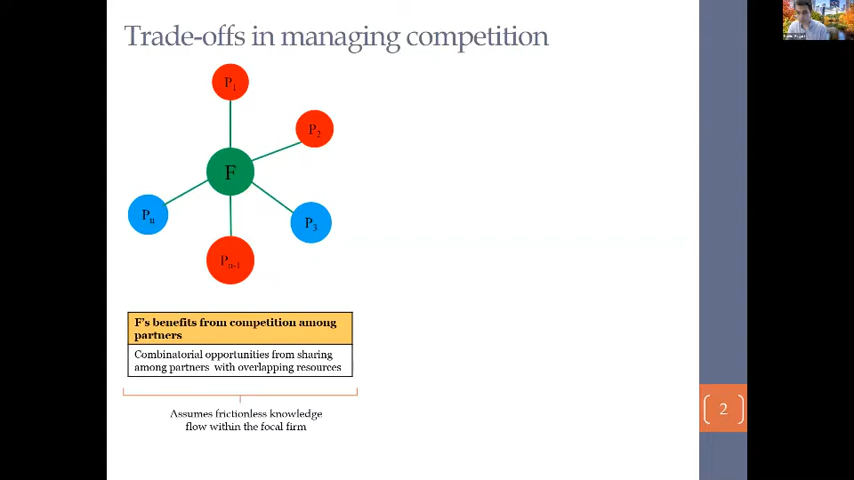 Trade-offs in managing competition
P1
P2
F
Pn
P3
Pn-1
F's benefits from competition among
partners
Combinatorial opportunities from sharing
among partners with overlapping resources
Assumes frictionless knowledge
flow within the focal firm
2